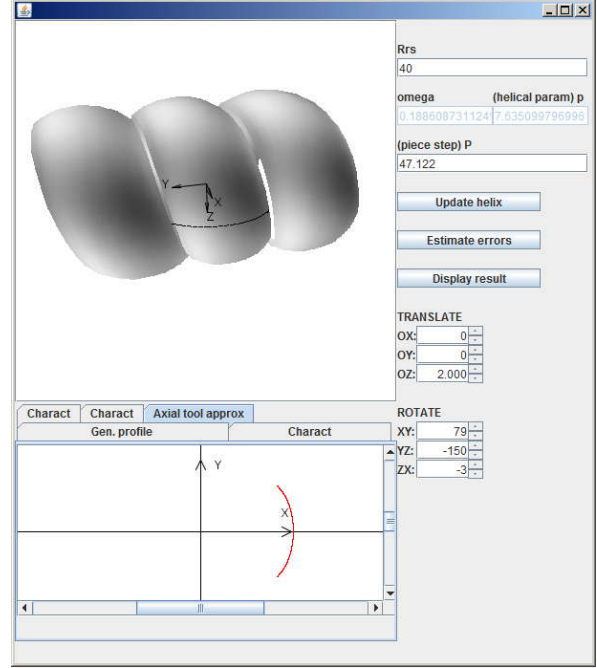 Rrs
40
omega (helical param) p
0.188608731124 7.635099796996
(piece step) P
47.122
Update helix
Estimate errors
Display result
Y
X
Z
TRANSLATE
OX: 0
OY: 0
OZ: 2.000
ROTATE
XY: 79
YZ: -150
ZX: -3
Charact Charact Axial tool approx
Gen. profile Charact
Y
X